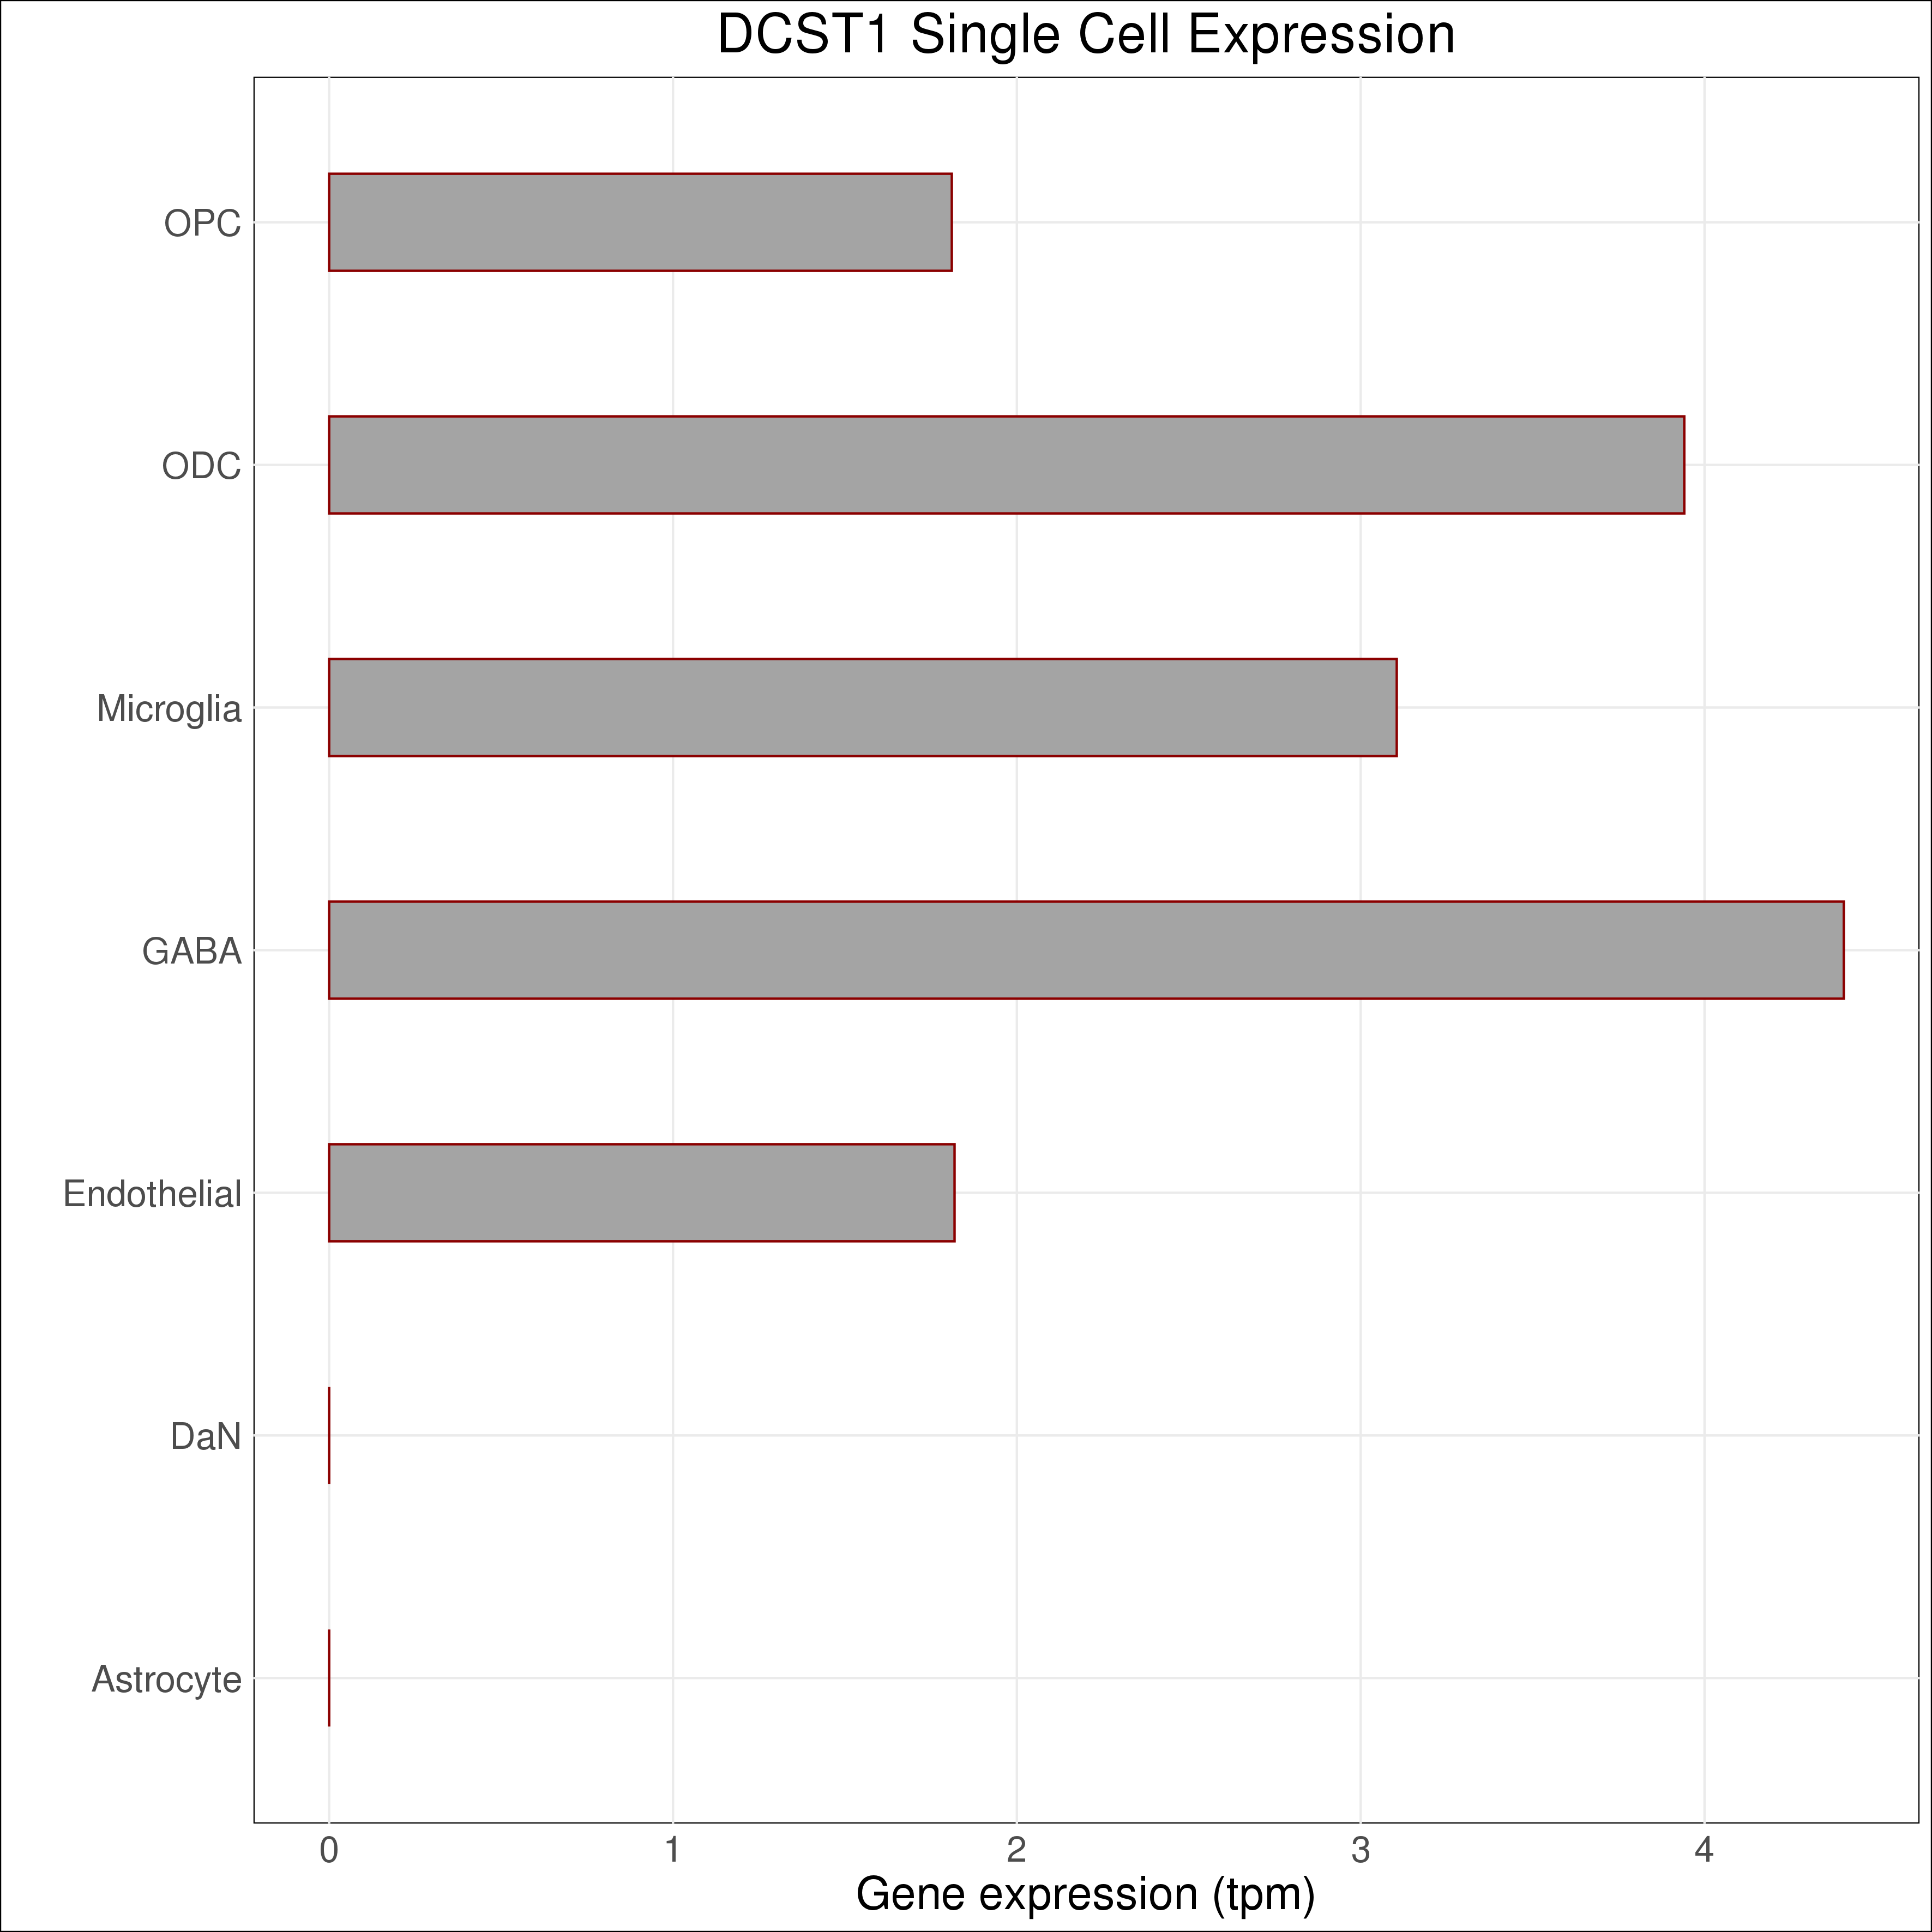 DCST1 Single Cell Expression
OPC
ODC
Microglia
GABA
Endothelial
DaN
Astrocyte
0 1 2 3 4
Gene expression (tpm)